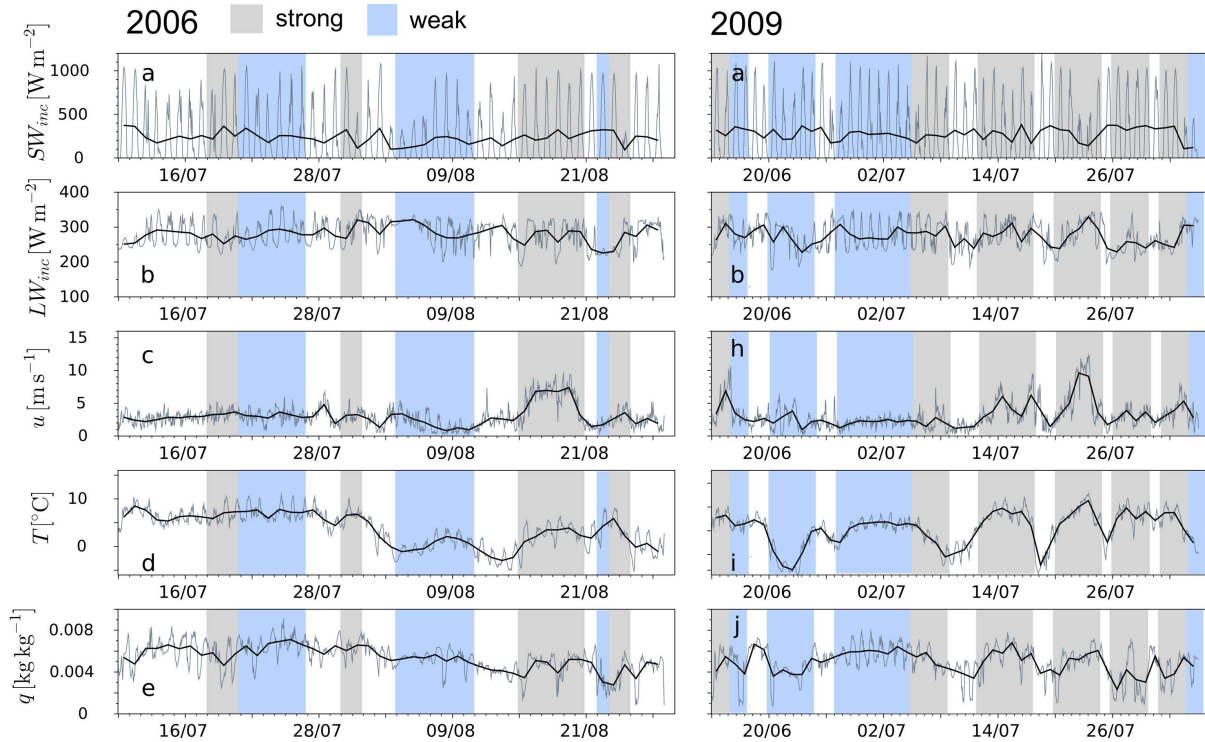 2006 strong weak 2009
SW_inc [W m⁻²]
1000
500
0
a
a
16/07 28/07 09/08 21/08
20/06 02/07 14/07 26/07
LW_inc [W m⁻²]
400
300
200
100
b
b
16/07 28/07 09/08 21/08
20/06 02/07 14/07 26/07
u [m s⁻¹]
15
10
5
0
c
h
16/07 28/07 09/08 21/08
20/06 02/07 14/07 26/07
T [°C]
10
0
d
i
16/07 28/07 09/08 21/08
20/06 02/07 14/07 26/07
q [kg kg⁻¹]
0.008
0.004
0
e
j
16/07 28/07 09/08 21/08
20/06 02/07 14/07 26/07